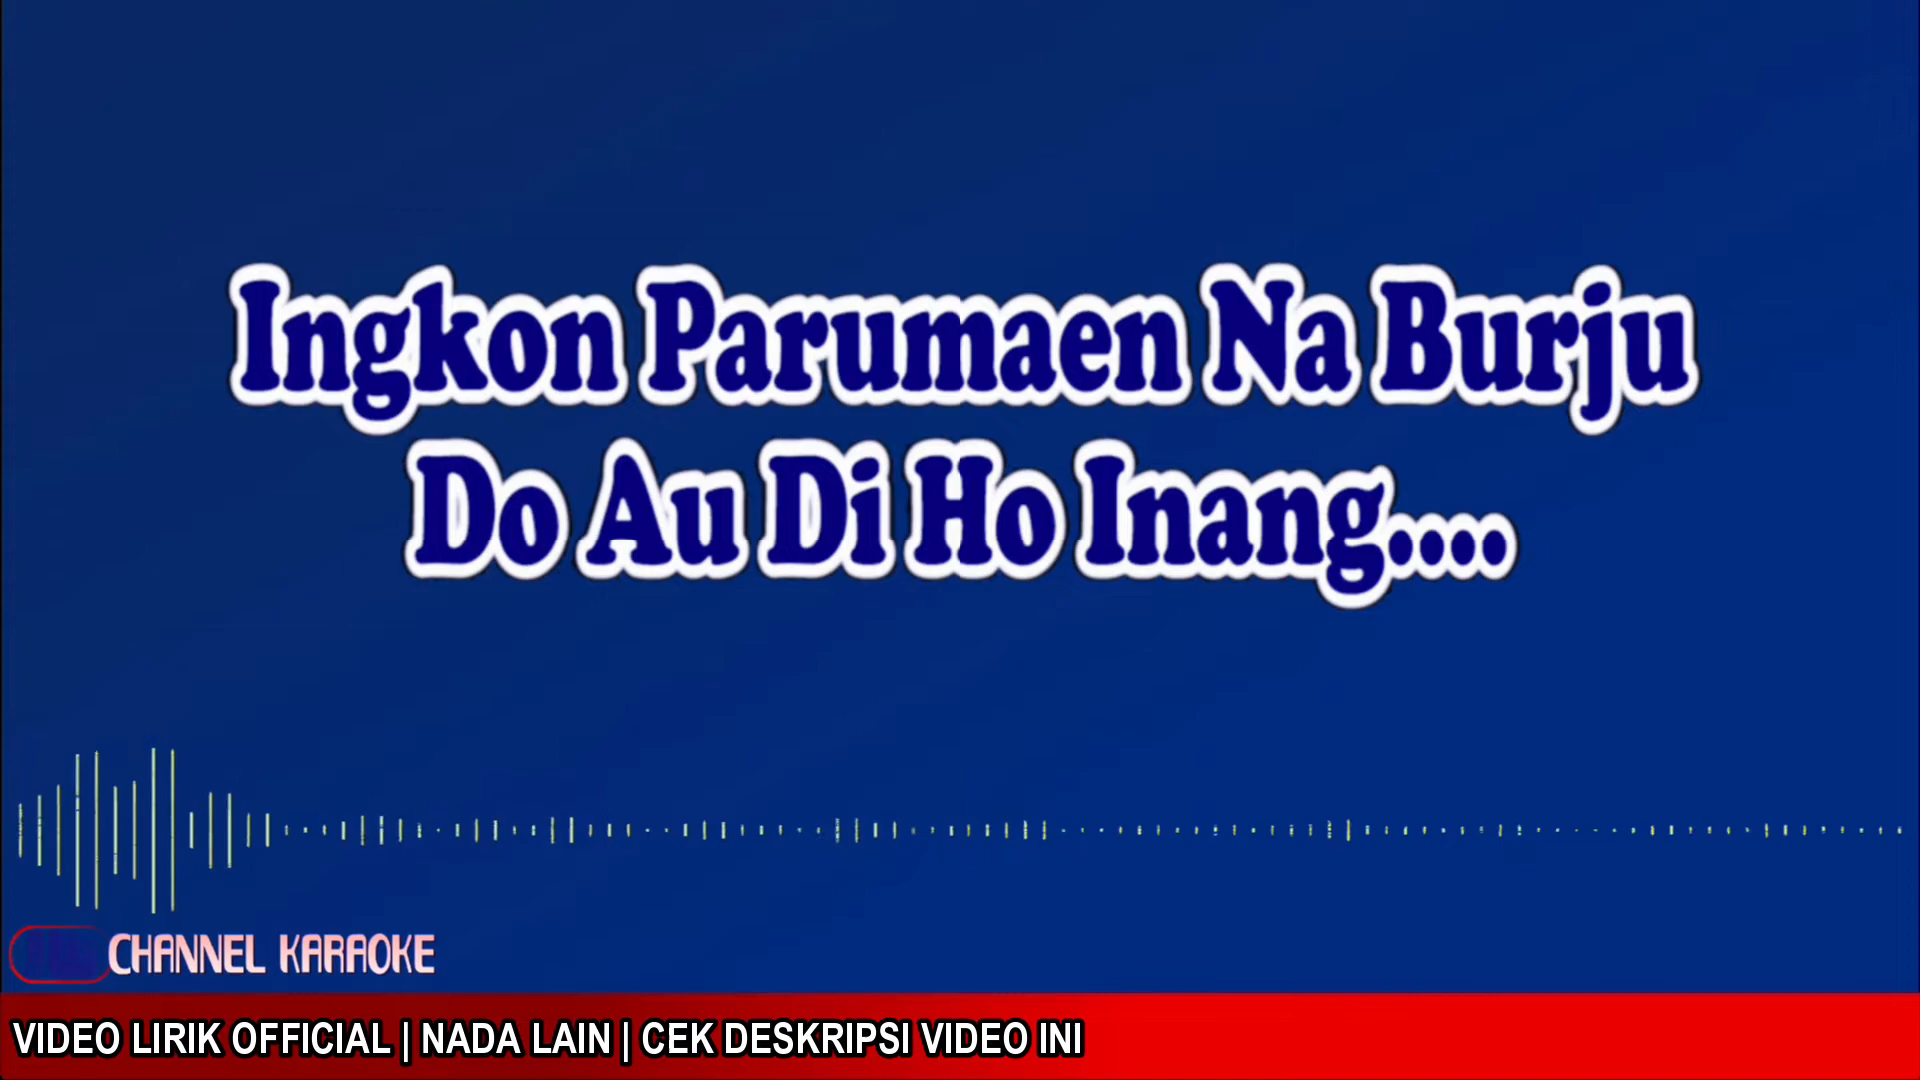 Ingkon Parumaen Na Burju
Do Au Di Ho Inang....
CHANNEL KARAOKE
VIDEO LIRIK OFFICIAL | NADA LAIN | CEK DESKRIPSI VIDEO INI